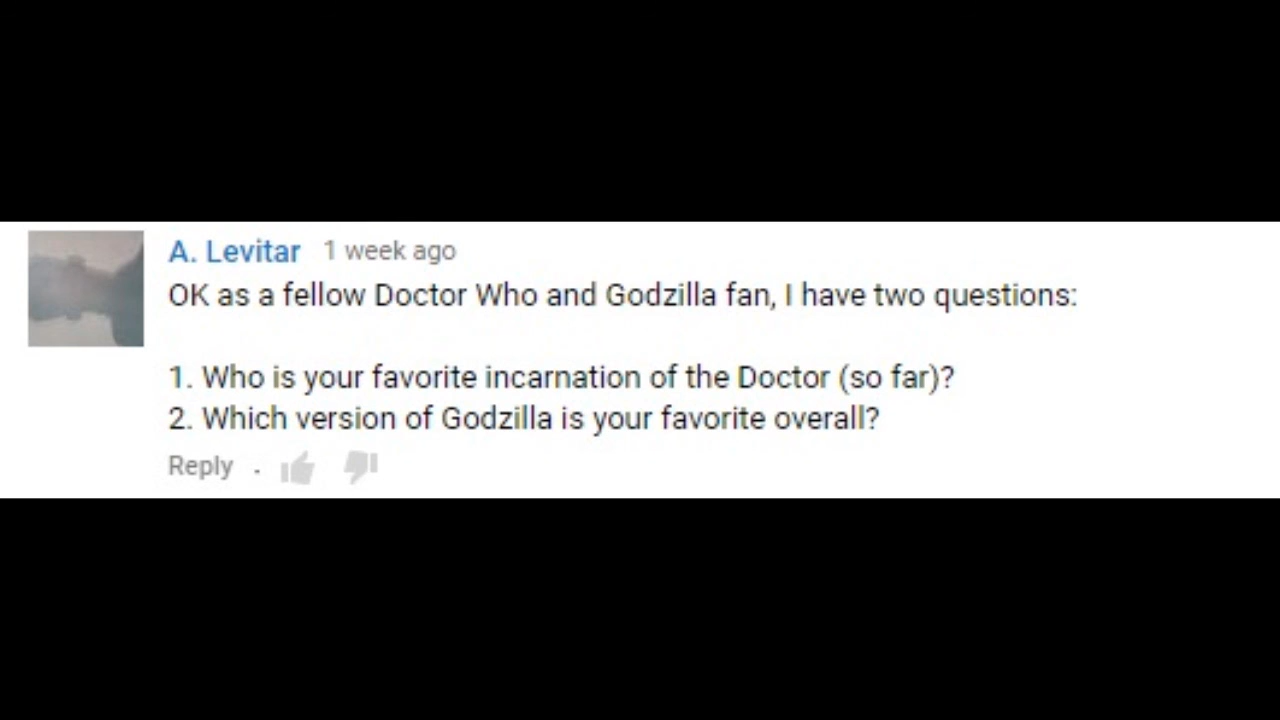 A. Levitar 1 week ago
OK as a fellow Doctor Who and Godzilla fan, I have two questions:
1. Who is your favorite incarnation of the Doctor (so far)?
2. Which version of Godzilla is your favorite overall?
Reply .